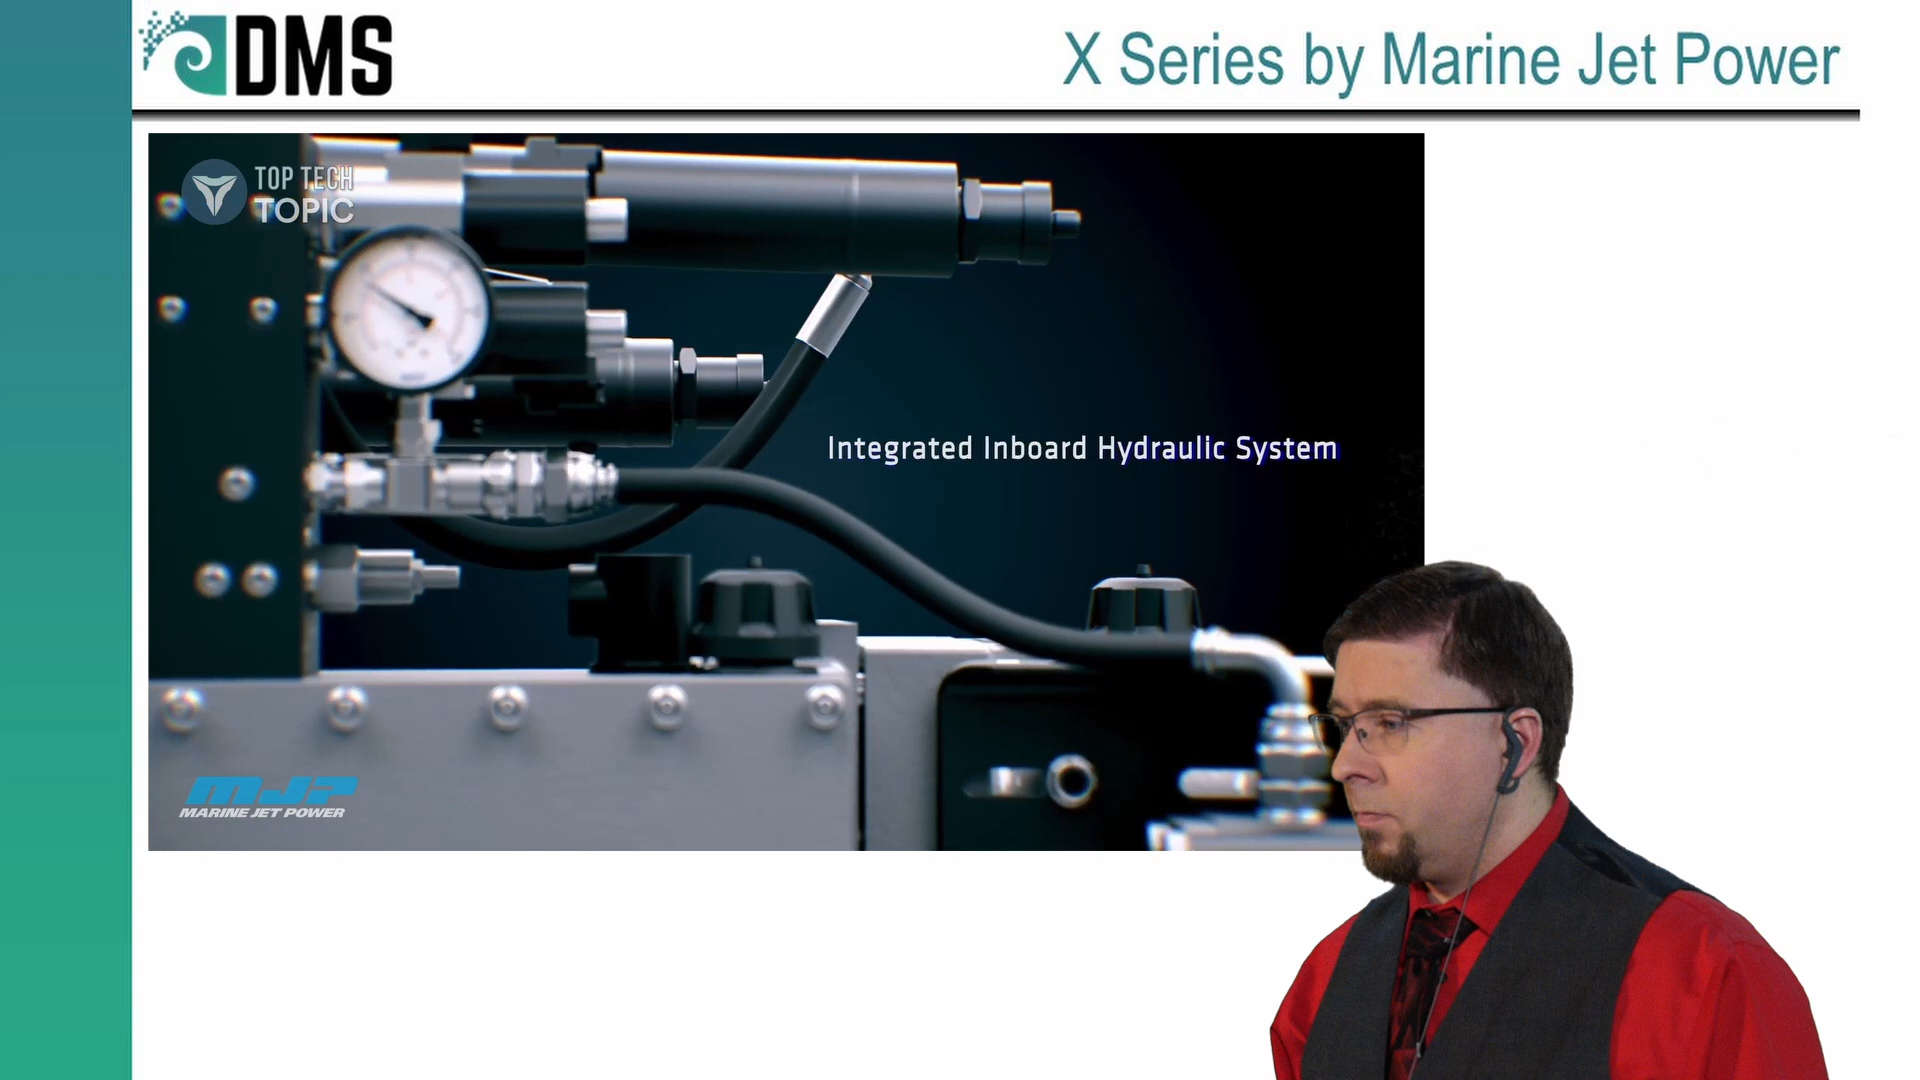 DMS
X Series by Marine Jet Power
TOP TECH
TOPIC
Integrated Inboard Hydraulic System
MJP
MARINE JET POWER